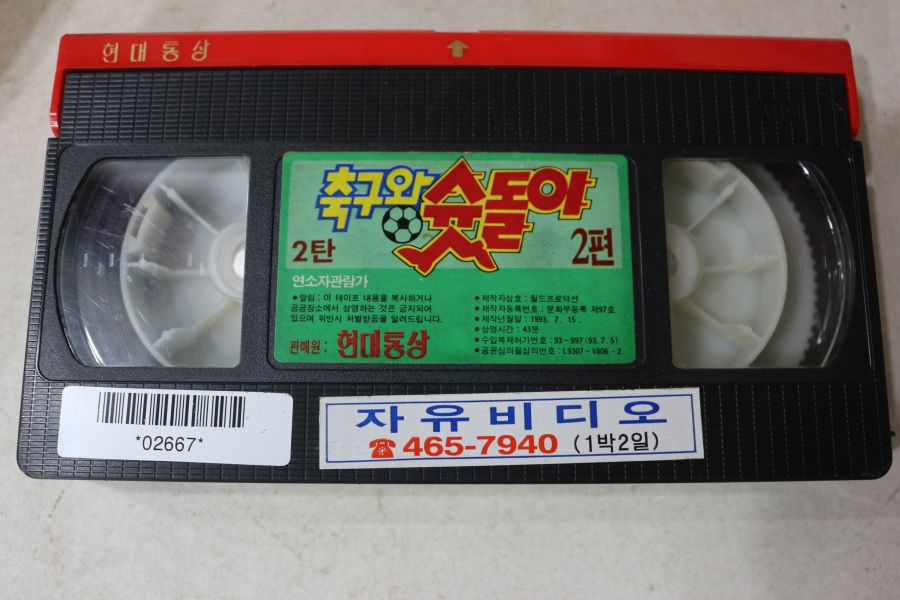 현대통상
축구와 슛돌이
2탄 2편
연소자관람가
● 알림 : 이 테이프 내용을 복사하거나
공공장소에서 상영하는 것은 금지되어
있으며 위반시 처벌받음을 알려드립니다.
판매원 : 현대통상
● 제작자상호 : 월드프로덕션
● 제작자등록번호 : 문화부등록 제97호
● 제작년월일 : 1993. 7. 15.
● 상영시간 : 43분
● 수입복제허가번호 : 93-997 (93. 7. 5)
● 공윤심의필심의번호 : L9307-V806-2
*02667*
자유비디오
☎465-7940 (1박2일)